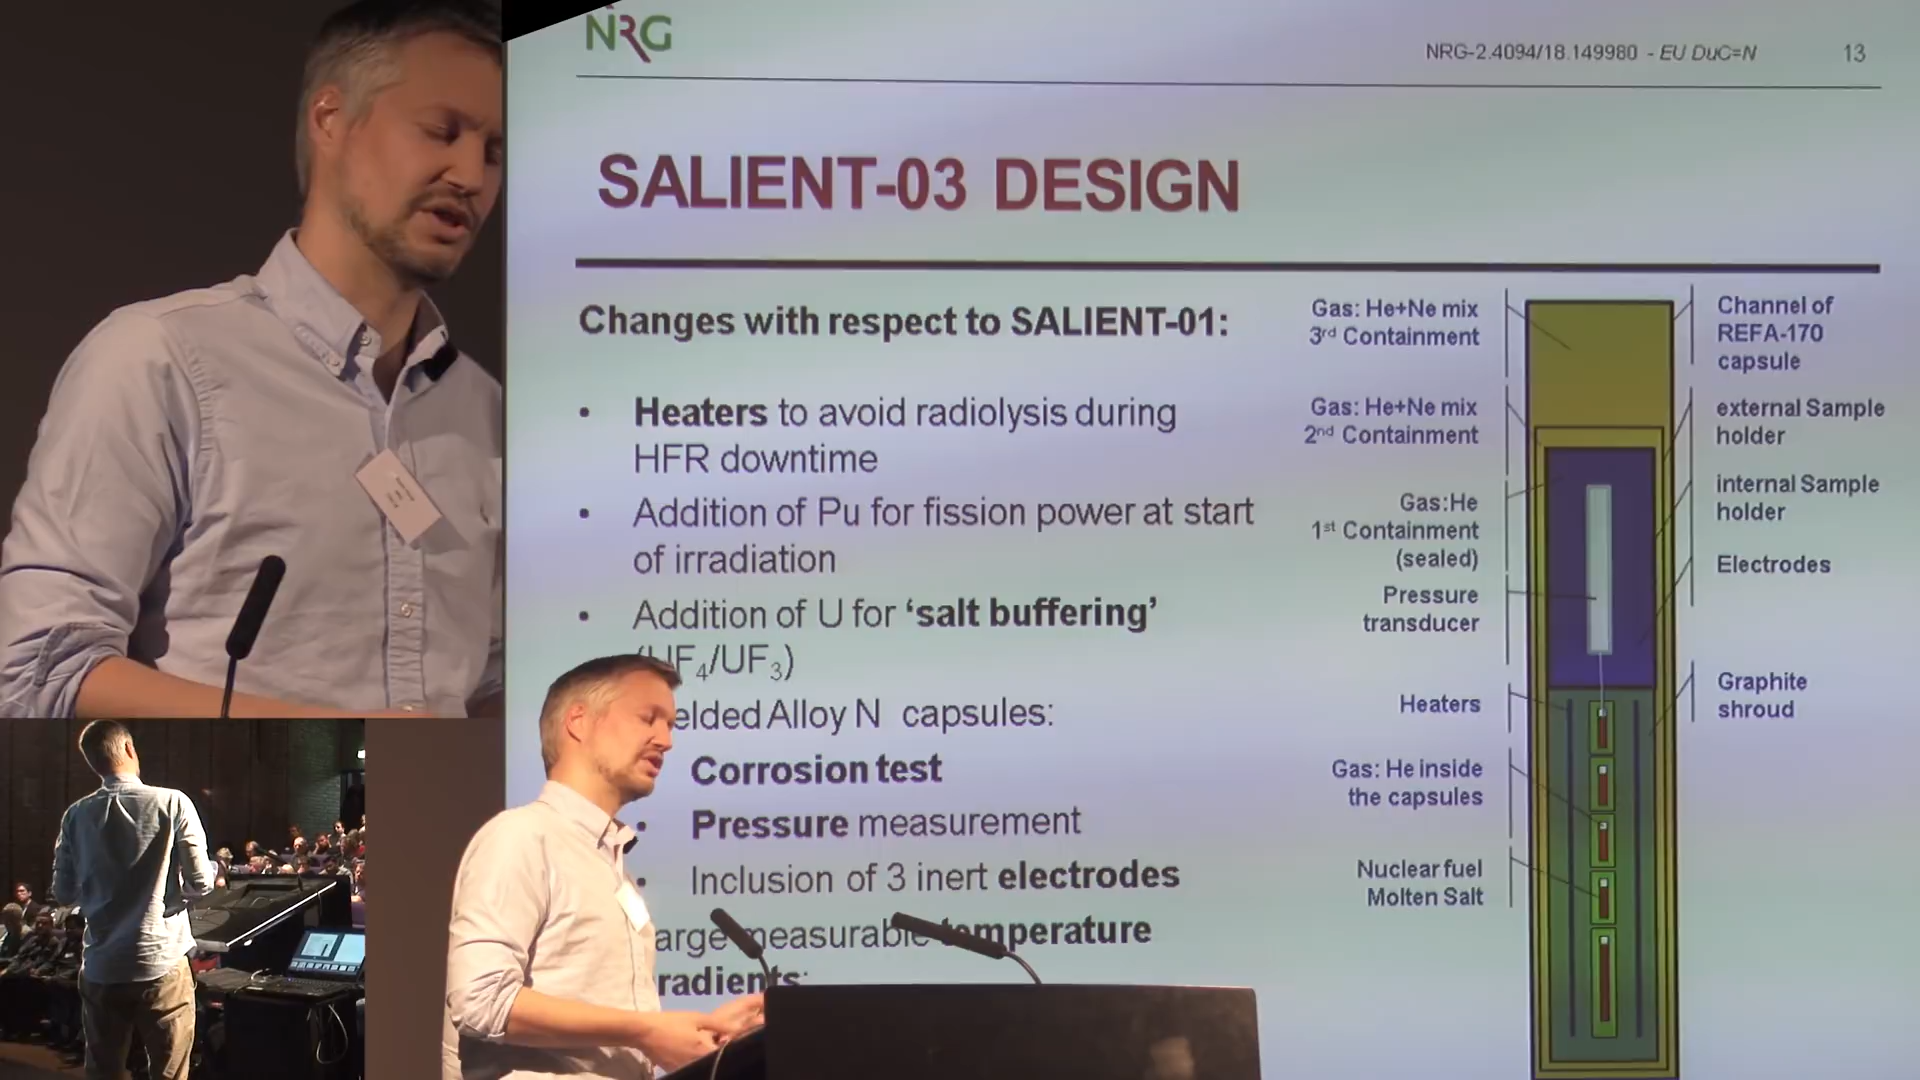 NRG
NRG-2.4094/18.149980 - EU DuC=N
13
SALIENT-03 DESIGN
Changes with respect to SALIENT-01:
• Heaters to avoid radiolysis during
HFR downtime
• Addition of Pu for fission power at start
of irradiation
• Addition of U for ‘salt buffering’
(UF4/UF3)
elded Alloy N capsules:
Corrosion test
• Pressure measurement
• Inclusion of 3 inert electrodes
arge measurable temperature
radients:
Gas: He+Ne mix
3rd Containment
Gas: He+Ne mix
2nd Containment
Gas:He
1st Containment
(sealed)
Pressure
transducer
Heaters
Gas: He inside
the capsules
Nuclear fuel
Molten Salt
Channel of
REFA-170
capsule
external Sample
holder
internal Sample
holder
Electrodes
Graphite
shroud